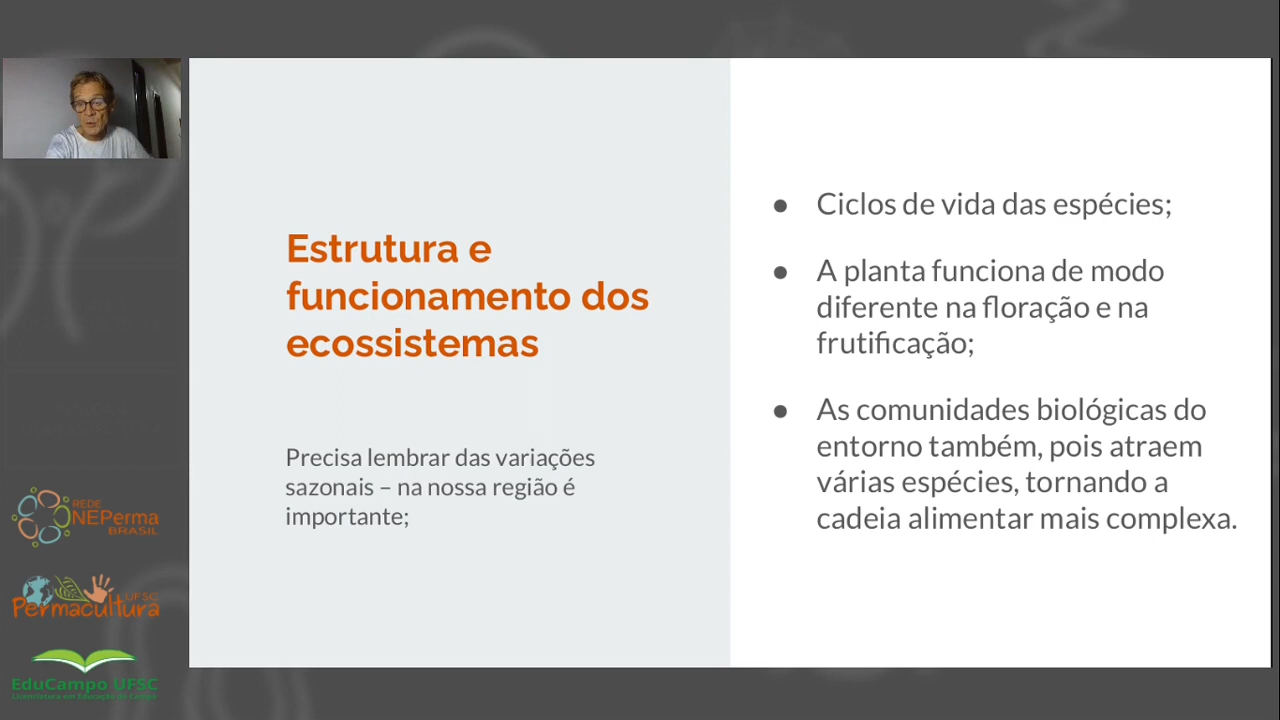 Estrutura e
funcionamento dos
ecossistemas
Precisa lembrar das variações
sazonais – na nossa região é
importante;
● Ciclos de vida das espécies;
● A planta funciona de modo
diferente na floração e na
frutificação;
● As comunidades biológicas do
entorno também, pois atraem
várias espécies, tornando a
cadeia alimentar mais complexa.
REDE
NEPerma
BRASIL
UFSC
Permacultura
EduCampo UFSC
Licenciatura em Educação do Campo